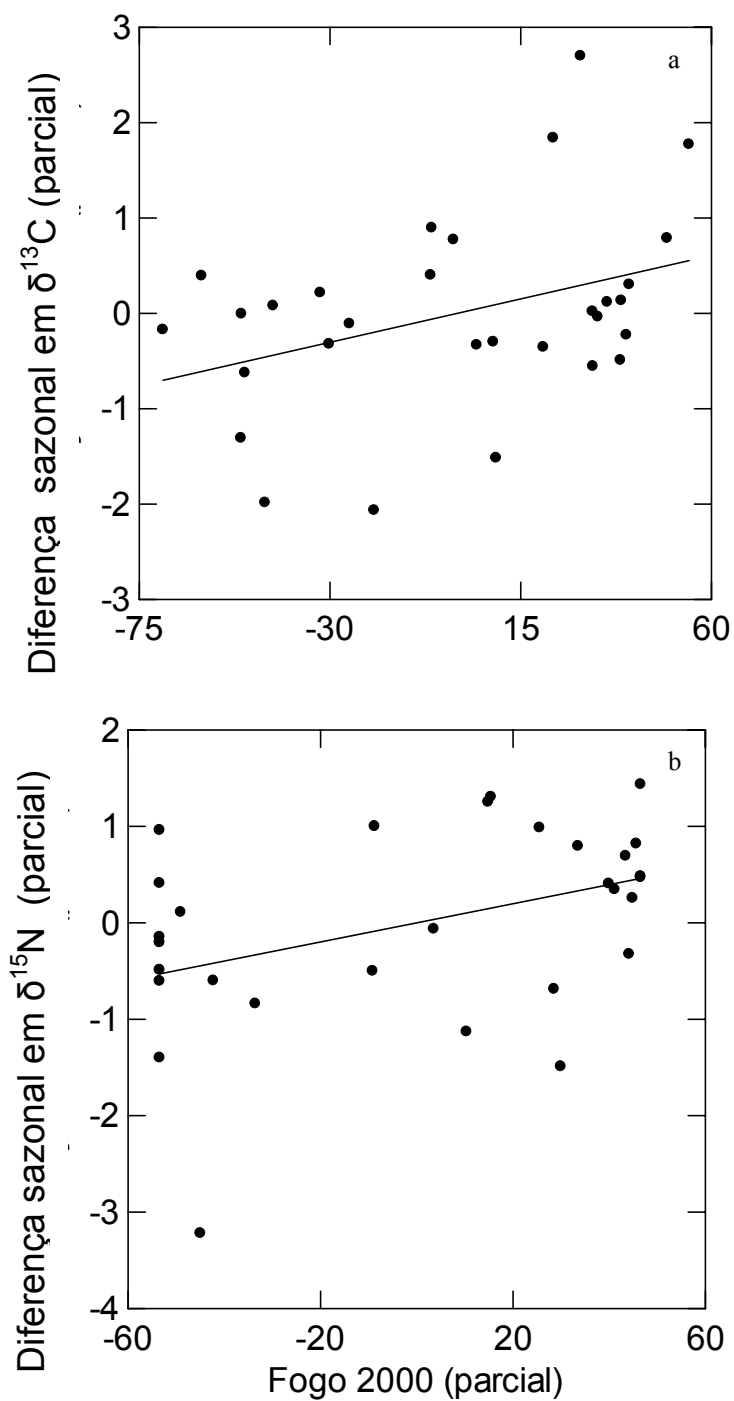 a
Diferença sazonal em δ¹³C (parcial)
3
2
1
0
-1
-2
-3
-75 -30 15 60
b
Diferença sazonal em δ¹⁵N (parcial)
2
1
0
-1
-2
-3
-4
-60 -20 20 60
Fogo 2000 (parcial)